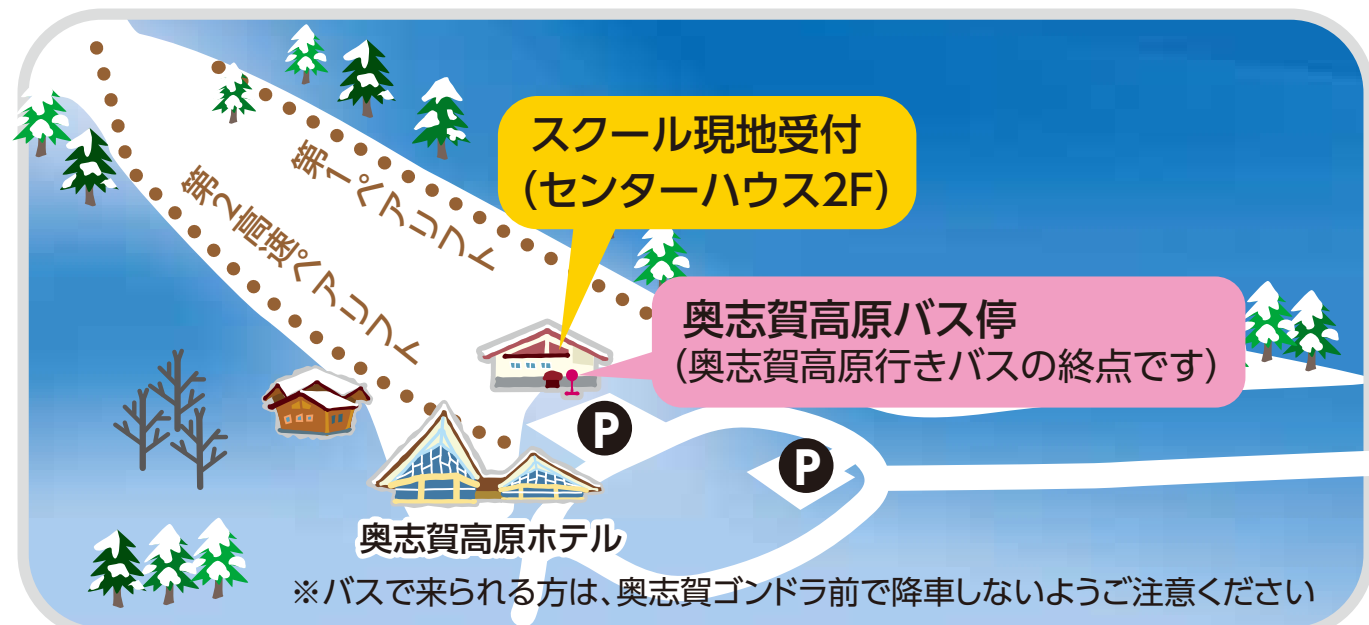 スクール現地受付
（センターハウス2F）
第1ペアリフト
第2高速ペアリフト
奥志賀高原バス停
（奥志賀高原行きバスの終点です）
P
P
奥志賀高原ホテル
※バスで来られる方は、奥志賀ゴンドラ前で降車しないようご注意ください